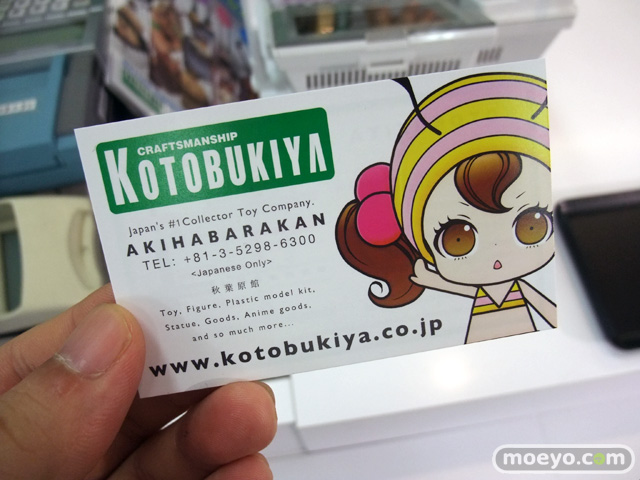 CRAFTSMANSHIP
KOTOBUKIYA
Japan's #1 Collector Toy Company.
AKIHABARAKAN
TEL: +81-3-5298-6300
<Japanese Only>
秋葉原館
Toy, Figure, Plastic model kit,
Statue, Goods, Anime goods,
and so much more...
www.kotobukiya.co.jp
moeyo.com